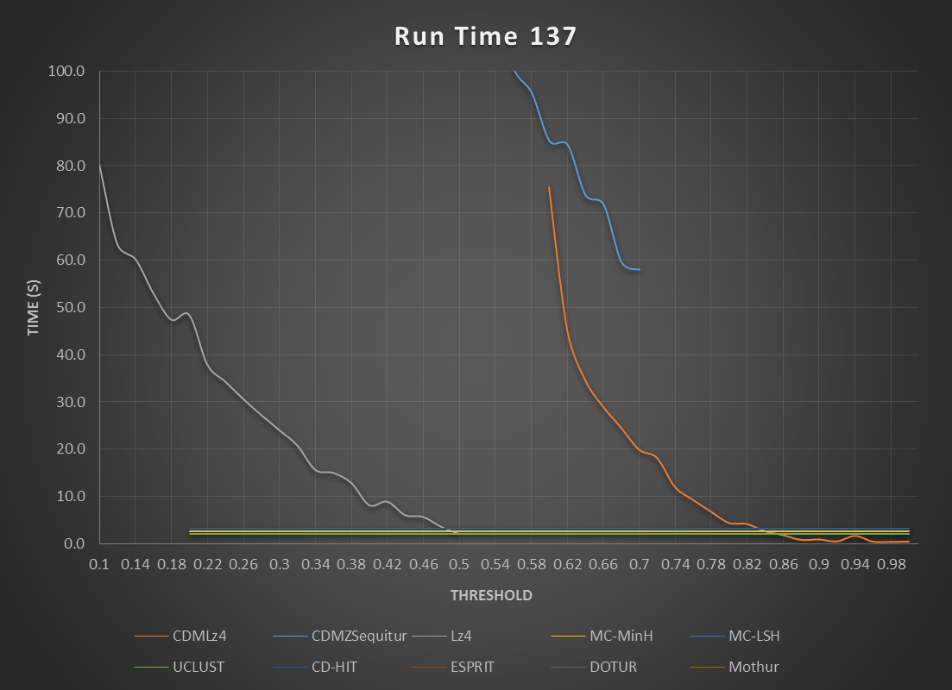 Run Time 137
100.0
90.0
80.0
70.0
60.0
50.0
40.0
30.0
20.0
10.0
0.0
TIME (S)
0.1 0.14 0.18 0.22 0.26 0.3 0.34 0.38 0.42 0.46 0.5 0.54 0.58 0.62 0.66 0.7 0.74 0.78 0.82 0.86 0.9 0.94 0.98
THRESHOLD
CDMLz4 CDMZSequitur Lz4 MC-MinH MC-LSH
UCLUST CD-HIT ESPRIT DOTUR Mothur